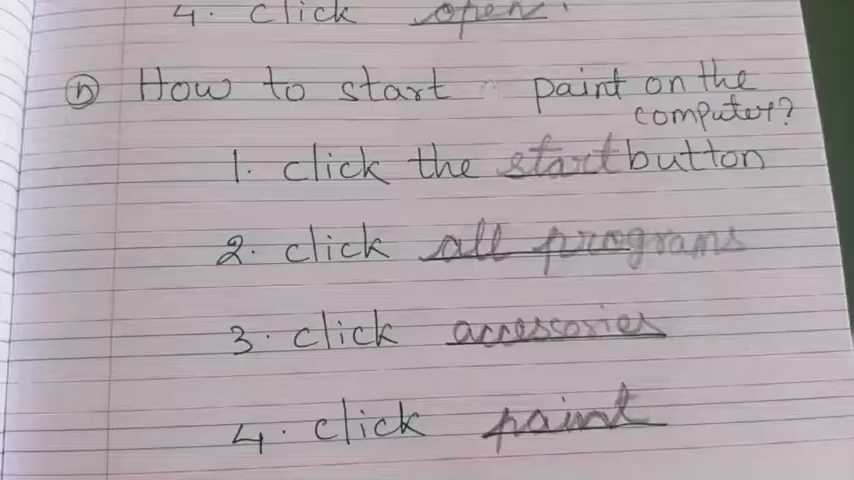 4. click open.
n) How to start paint on the
computer?
1. click the start button
2. click all programs
3. click accessories
4. click paint